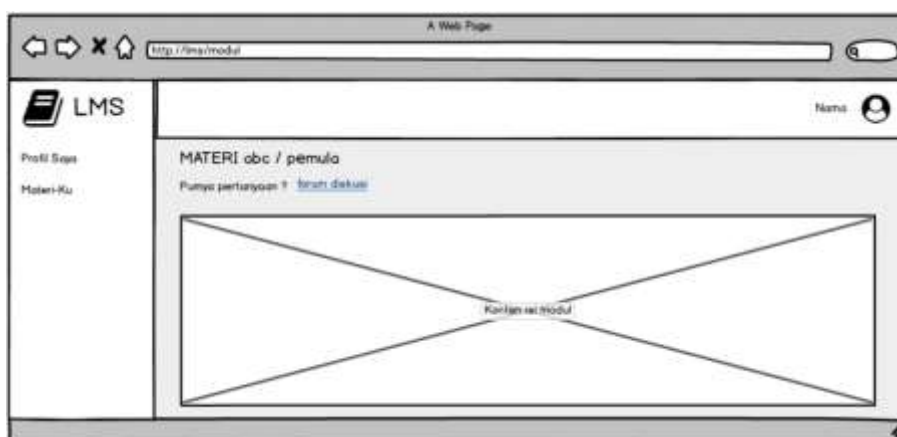 A Web Page
http://lms/modul
LMS
Nama
Profil Saya
Materi-Ku
MATERI abc / pemula
Punya pertanyaan ? forum diskusi
Konten isi modul